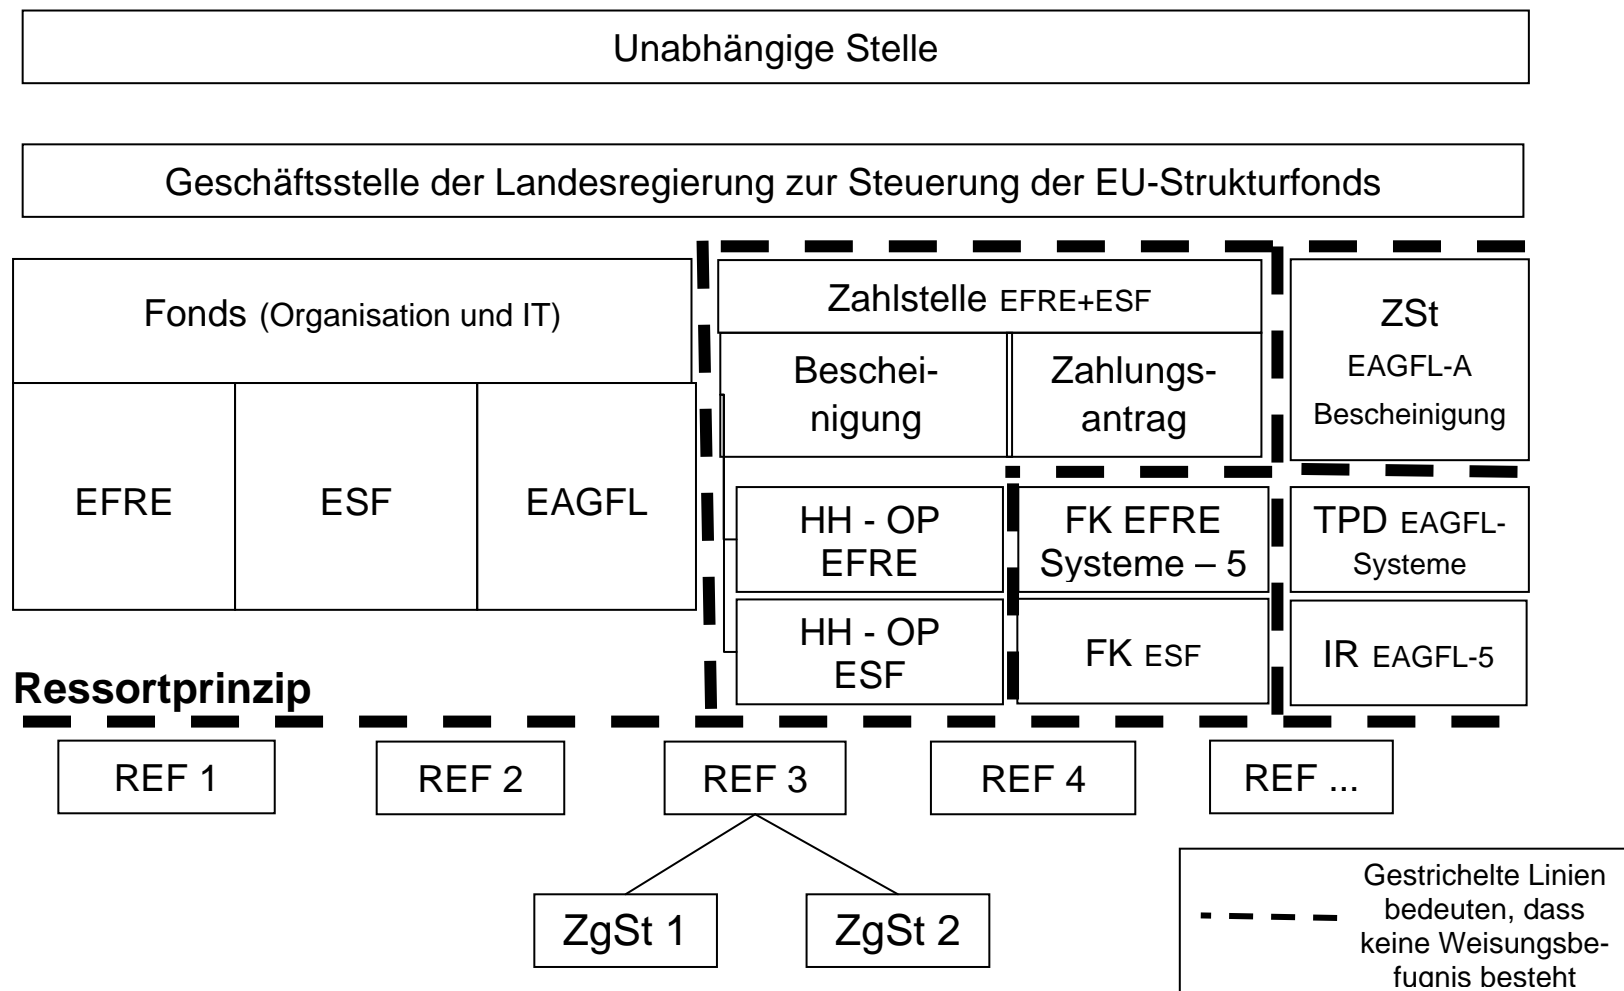 Unabhängige Stelle
Geschäftsstelle der Landesregierung zur Steuerung der EU-Strukturfonds
Fonds (Organisation und IT)
EFRE
ESF
EAGFL
Zahlstelle EFRE+ESF
Beschei-
nigung
Zahlungs-
antrag
ZSt
EAGFL-A
Bescheinigung
HH - OP
EFRE
FK EFRE
Systeme – 5
TPD EAGFL-
Systeme
HH - OP
ESF
FK ESF
IR EAGFL-5
Ressortprinzip
REF 1
REF 2
REF 3
REF 4
REF ...
ZgSt 1
ZgSt 2
Gestrichelte Linien
bedeuten, dass
keine Weisungsbe-
fugnis besteht